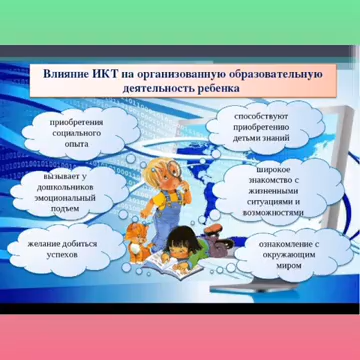 Влияние ИКТ на организованную образовательную
деятельность ребенка
приобретения
социального
опыта
способствуют
приобретению
детьми знаний
вызывает у
дошкольников
эмоциональный
подъем
широкое
знакомство с
жизненными
ситуациями и
возможностями
желание добиться
успехов
ознакомление с
окружающим
миром